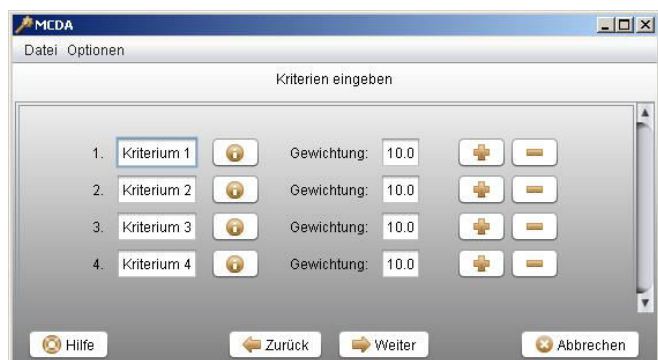 MCDA
Datei Optionen
Kriterien eingeben
1. Kriterium 1 Gewichtung: 10.0
2. Kriterium 2 Gewichtung: 10.0
3. Kriterium 3 Gewichtung: 10.0
4. Kriterium 4 Gewichtung: 10.0
Hilfe Zurück Weiter Abbrechen